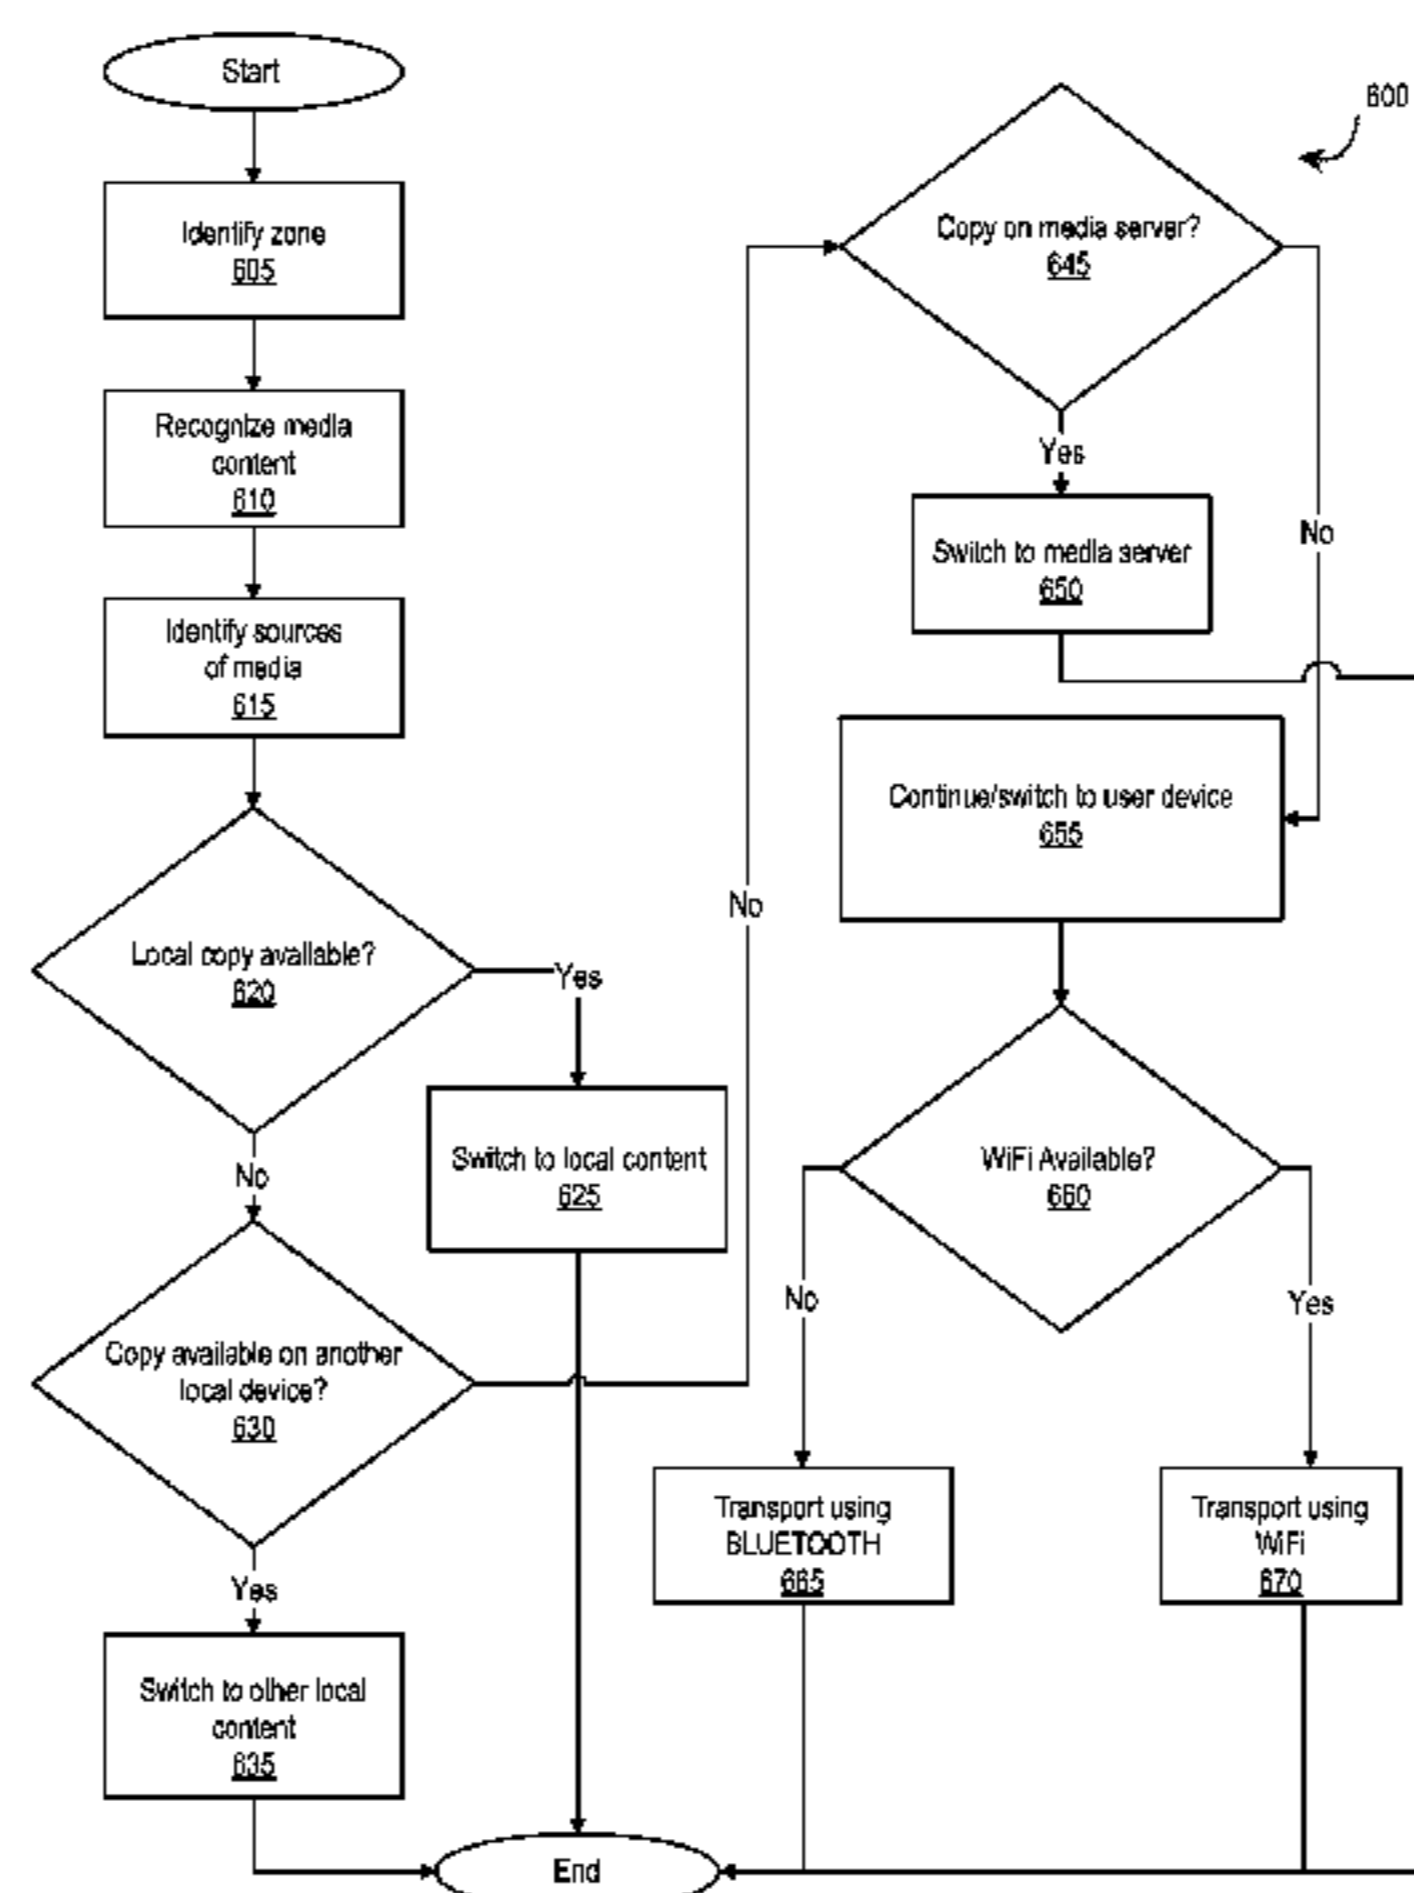 Start
Identify zone
605
Recognize media
content
610
Identify sources
of media
615
Local copy available?
620
Yes
No
Switch to local content
625
Copy available on another
local device?
630
No
Yes
Switch to other local
content
635
600
Copy on media server?
645
Yes
No
Switch to media server
650
Continue/switch to user device
655
WiFi Available?
660
No
Yes
Transport using
BLUETOOTH
665
Transport using
WiFi
670
End